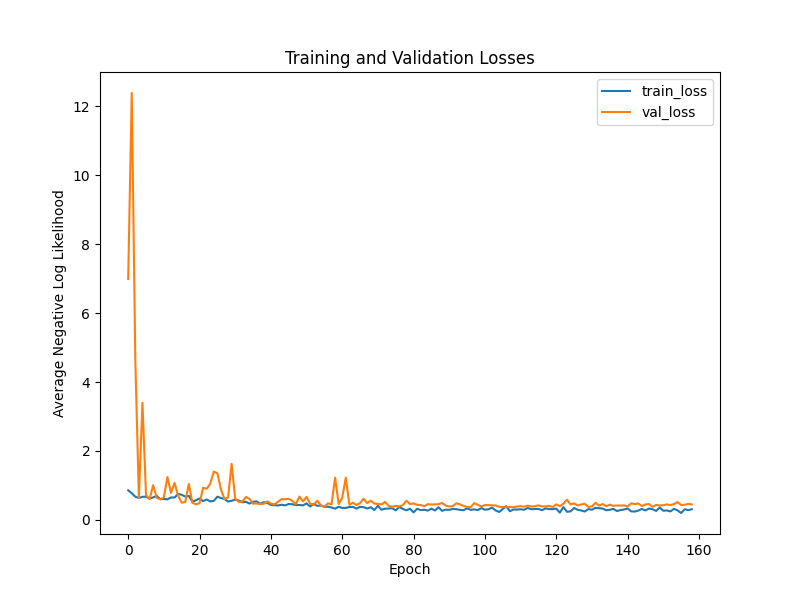 Training and Validation Losses
train_loss
val_loss
Average Negative Log Likelihood
12
10
8
6
4
2
0
0 20 40 60 80 100 120 140 160
Epoch